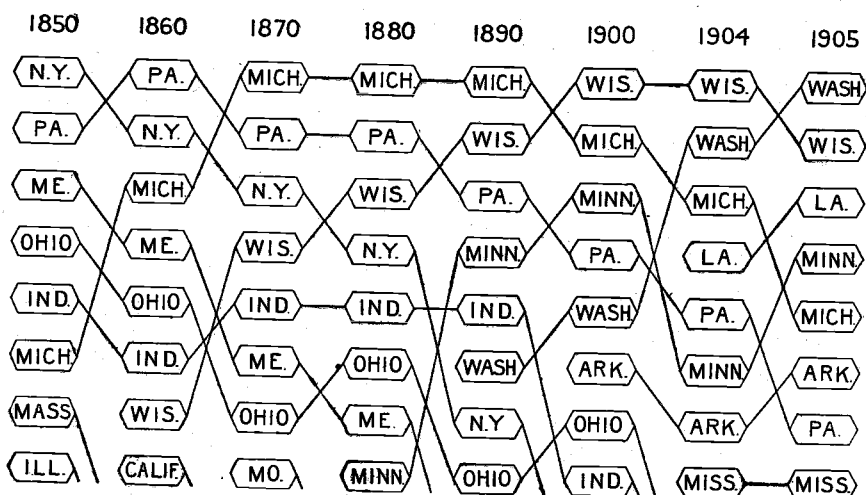 1850 1860 1870 1880 1890 1900 1904 1905
N.Y. PA. MICH. MICH. MICH. WIS. WIS. WASH.
PA. N.Y. PA. PA. WIS. MICH. WASH. WIS.
ME. MICH. N.Y. WIS. PA. MINN. MICH. LA.
OHIO ME. WIS. N.Y. MINN. PA. LA. MINN.
IND. OHIO IND. IND. IND. WASH. PA. MICH.
MICH. IND. ME. OHIO WASH ARK. MINN. ARK.
MASS WIS. OHIO ME. N.Y OHIO ARK. PA.
ILL. CALIF. MO. MINN. OHIO IND. MISS. MISS.